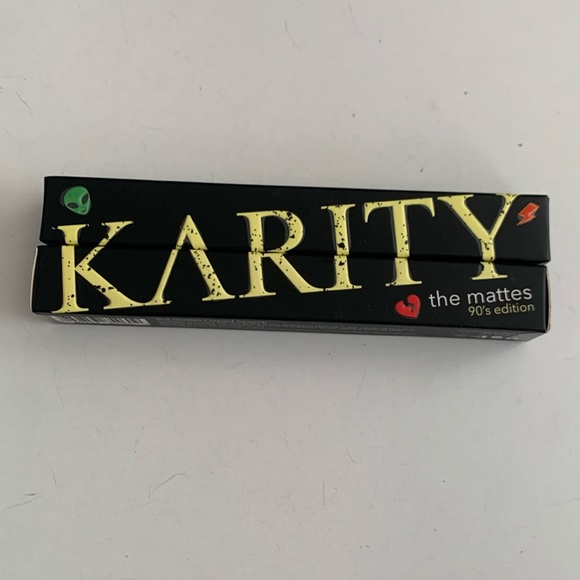 KARITY
the mattes
90's edition